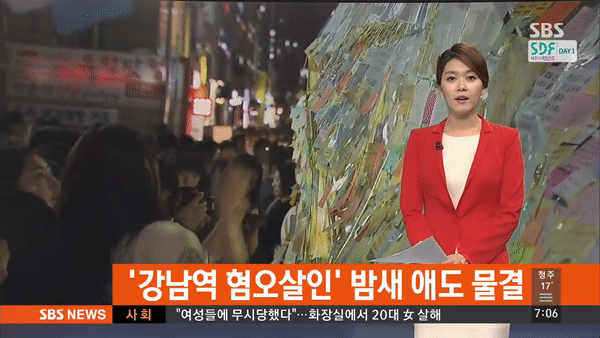 SBS
SDF DAY 1
'강남역 혐오살인' 밤새 애도 물결
청주
17˚
SBS NEWS
사 회
"여성들에 무시당했다"…화장실에서 20대 女 살해
7:06